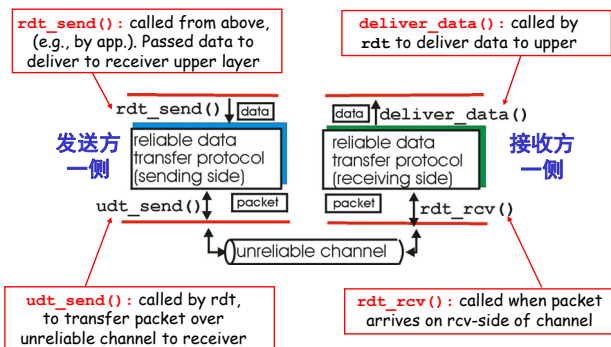 rdt_send(): called from above,
(e.g., by app.). Passed data to
deliver to receiver upper layer
deliver_data(): called by
rdt to deliver data to upper
rdt_send()
data
data
deliver_data()
发送方
一侧
reliable data
transfer protocol
(sending side)
reliable data
transfer protocol
(receiving side)
接收方
一侧
udt_send()
packet
packet
rdt_rcv()
unreliable channel
udt_send(): called by rdt,
to transfer packet over
unreliable channel to receiver
rdt_rcv(): called when packet
arrives on rcv-side of channel